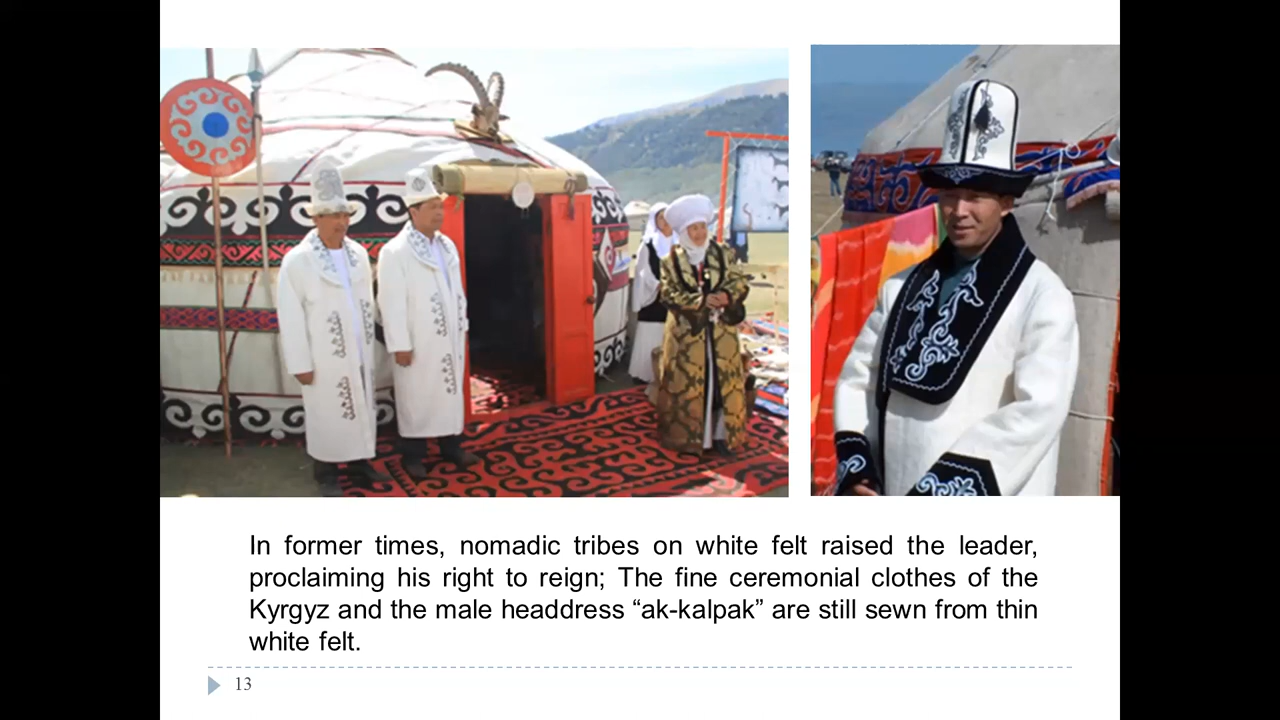 In former times, nomadic tribes on white felt raised the leader,
proclaiming his right to reign; The fine ceremonial clothes of the
Kyrgyz and the male headdress “ak-kalpak” are still sewn from thin
white felt.
13